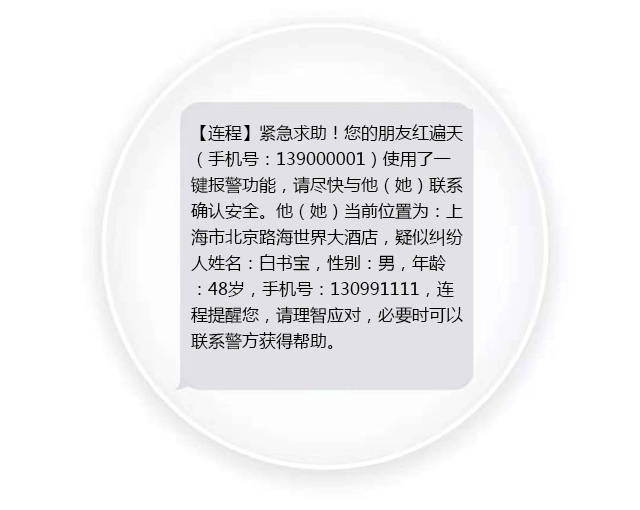 【连程】紧急求助！您的朋友红遍天
（手机号：139000001）使用了一
键报警功能，请尽快与他（她）联系
确认安全。他（她）当前位置为：上
海市北京路海世界大酒店，疑似纠纷
人姓名：白书宝，性别：男，年龄
：48岁，手机号：130991111，连
程提醒您，请理智应对，必要时可以
联系警方获得帮助。